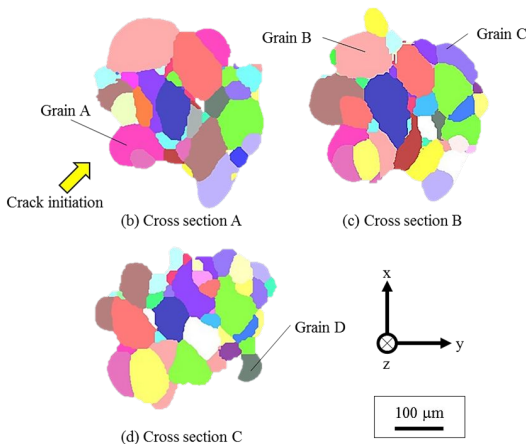 Grain B
Grain C
Grain A
Crack initiation
(b) Cross section A
(c) Cross section B
Grain D
(d) Cross section C
x
y
z
100 μm